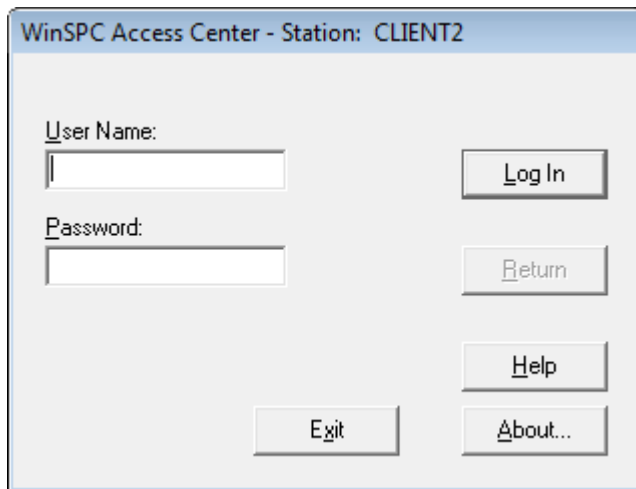 WinSPC Access Center - Station:  CLIENT2
User Name:
Log In
Password:
Return
Help
Exit
About...